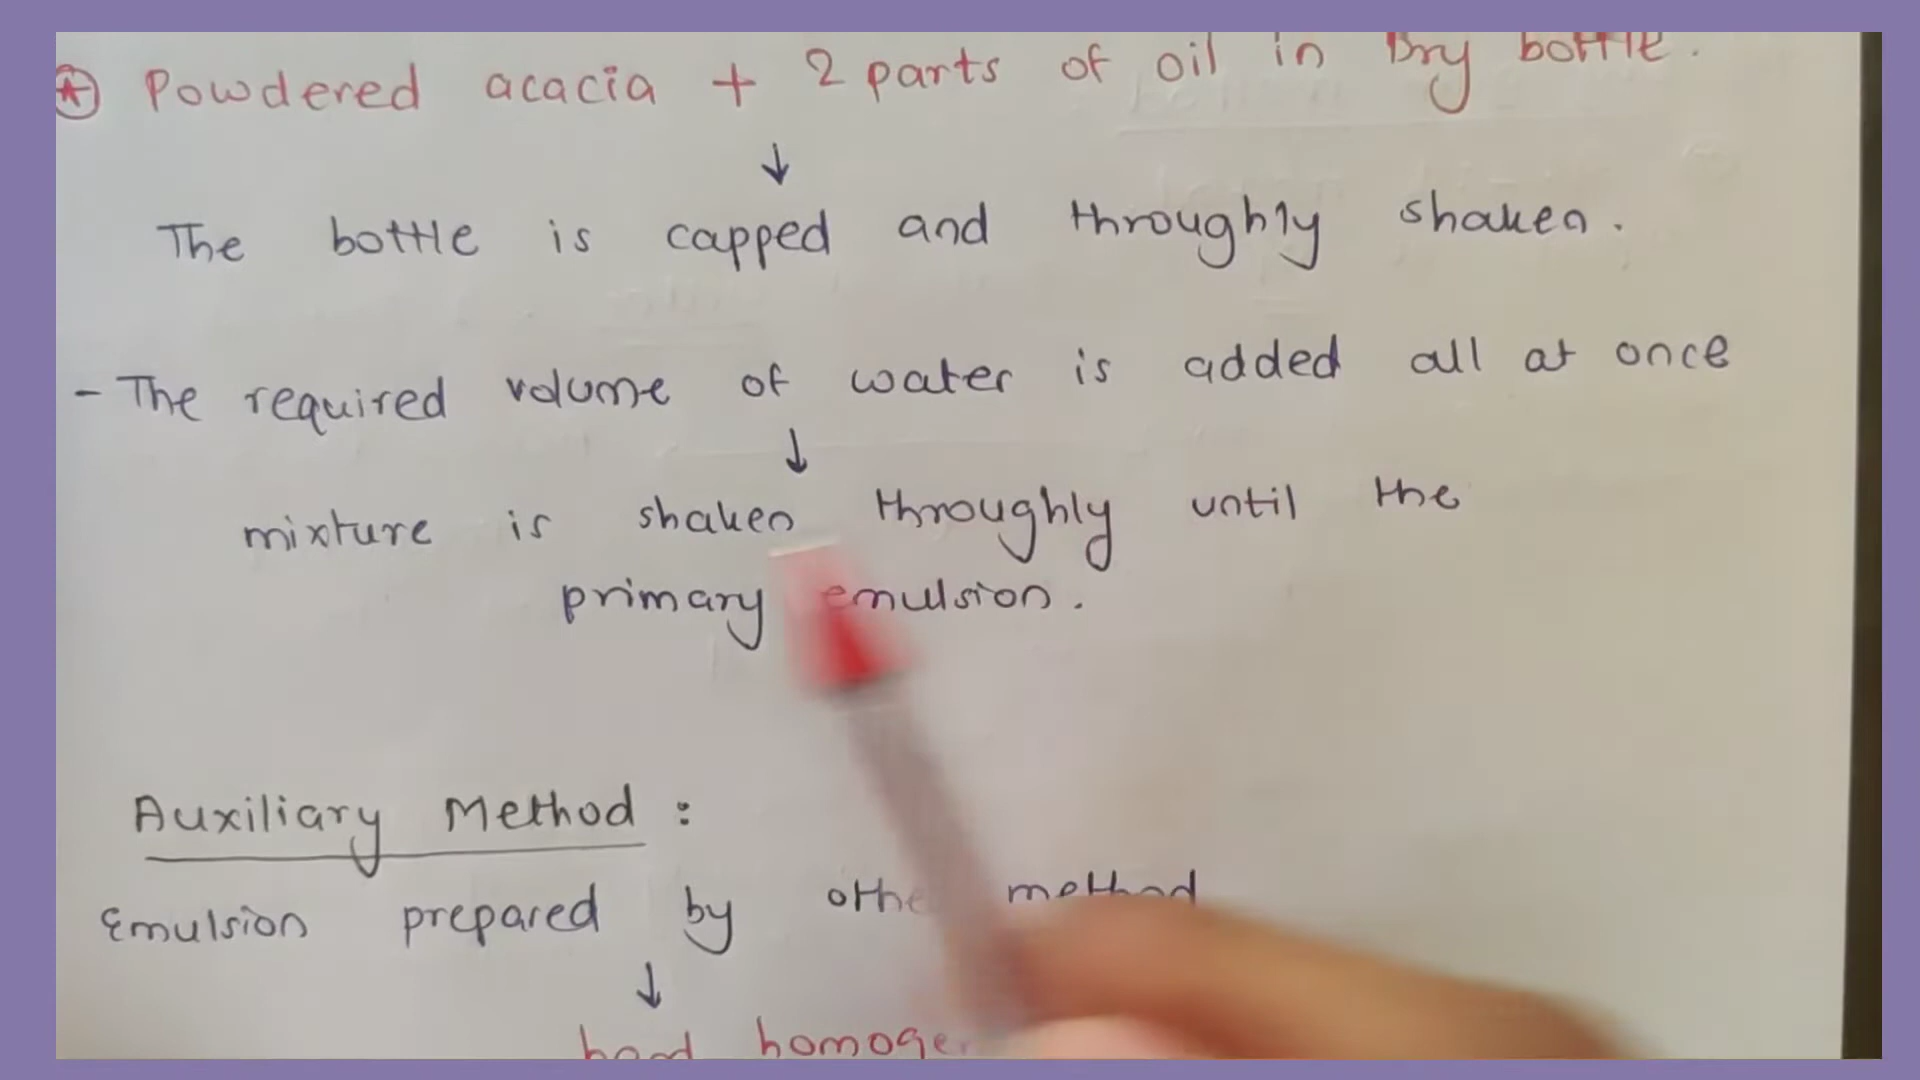 Powdered acacia + 2 parts of oil in Dry bottle.
↓
The bottle is capped and throughly shaken.
- The required volume of water is added all at once
↓
mixture is shaken throughly until the
primary emulsion.
Auxiliary Method :
Emulsion prepared by method
↓